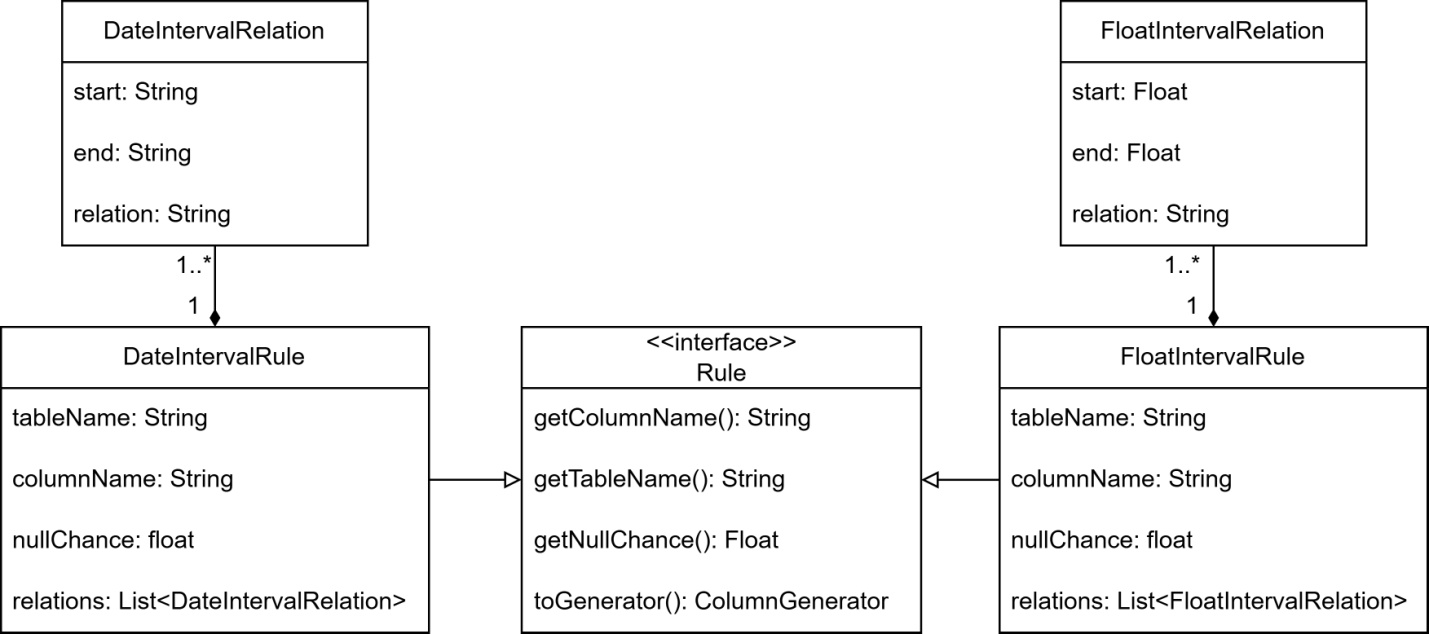 DateIntervalRelation
start: String
end: String
relation: String
FloatIntervalRelation
start: Float
end: Float
relation: String
1..*
1
1..*
1
DateIntervalRule
tableName: String
columnName: String
nullChance: float
relations: List<DateIntervalRelation>
<<interface>>
Rule
getColumnName(): String
getTableName(): String
getNullChance(): Float
toGenerator(): ColumnGenerator
FloatIntervalRule
tableName: String
columnName: String
nullChance: float
relations: List<FloatIntervalRelation>